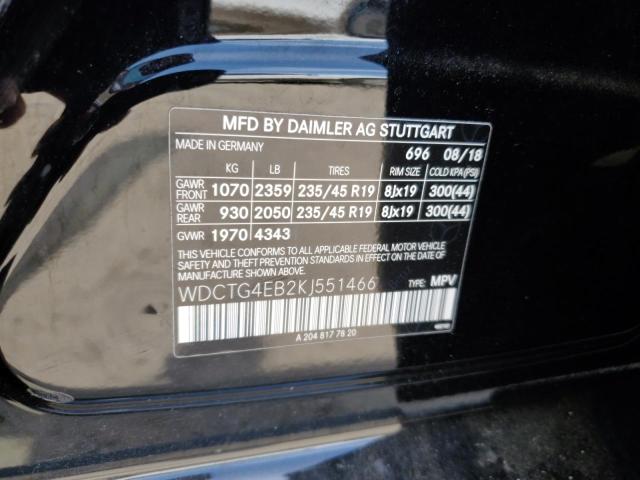 MFD BY DAIMLER AG STUTTGART
MADE IN GERMANY 696 08/18
KG LB TIRES RIM SIZE COLD KPA(PSI)
GAWR FRONT 1070 2359 235/45 R19 8Jx19 300(44)
GAWR REAR 930 2050 235/45 R19 8Jx19 300(44)
GVWR 1970 4343
THIS VEHICLE CONFORMS TO ALL APPLICABLE FEDERAL MOTOR VEHICLE
SAFETY AND THEFT PREVENTION STANDARDS IN EFFECT ON THE DATE
OF MANUFACTURE SHOWN ABOVE.
WDCTG4EB2KJ551466 TYPE: MPV
A 204 817 78 20